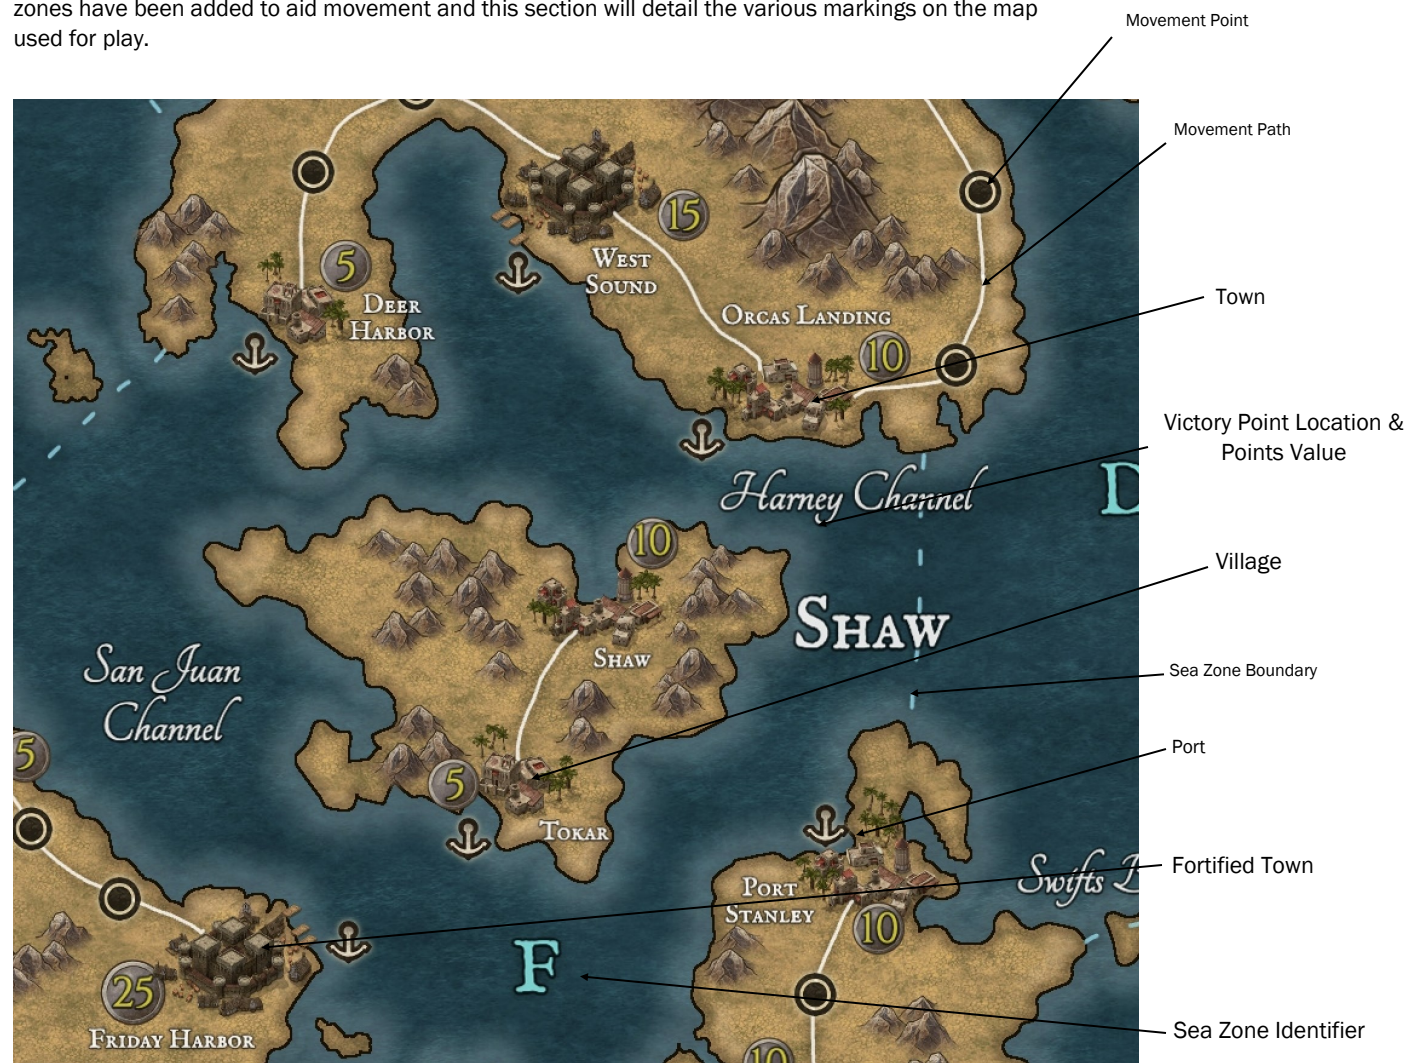 zones have been added to aid movement and this section will detail the various markings on the map
used for play.
Movement Point
Movement Path
15
West
Sound
5
Deer
Harbor
Orcas Landing
10
Town
Victory Point Location &
Points Value
Harney Channel
D
10
Village
Shaw
Shaw
San Juan
Channel
Sea Zone Boundary
5
5
Port
Tokar
Fortified Town
Swifts
Port
Stanley
10
F
25
Friday Harbor
Sea Zone Identifier
10